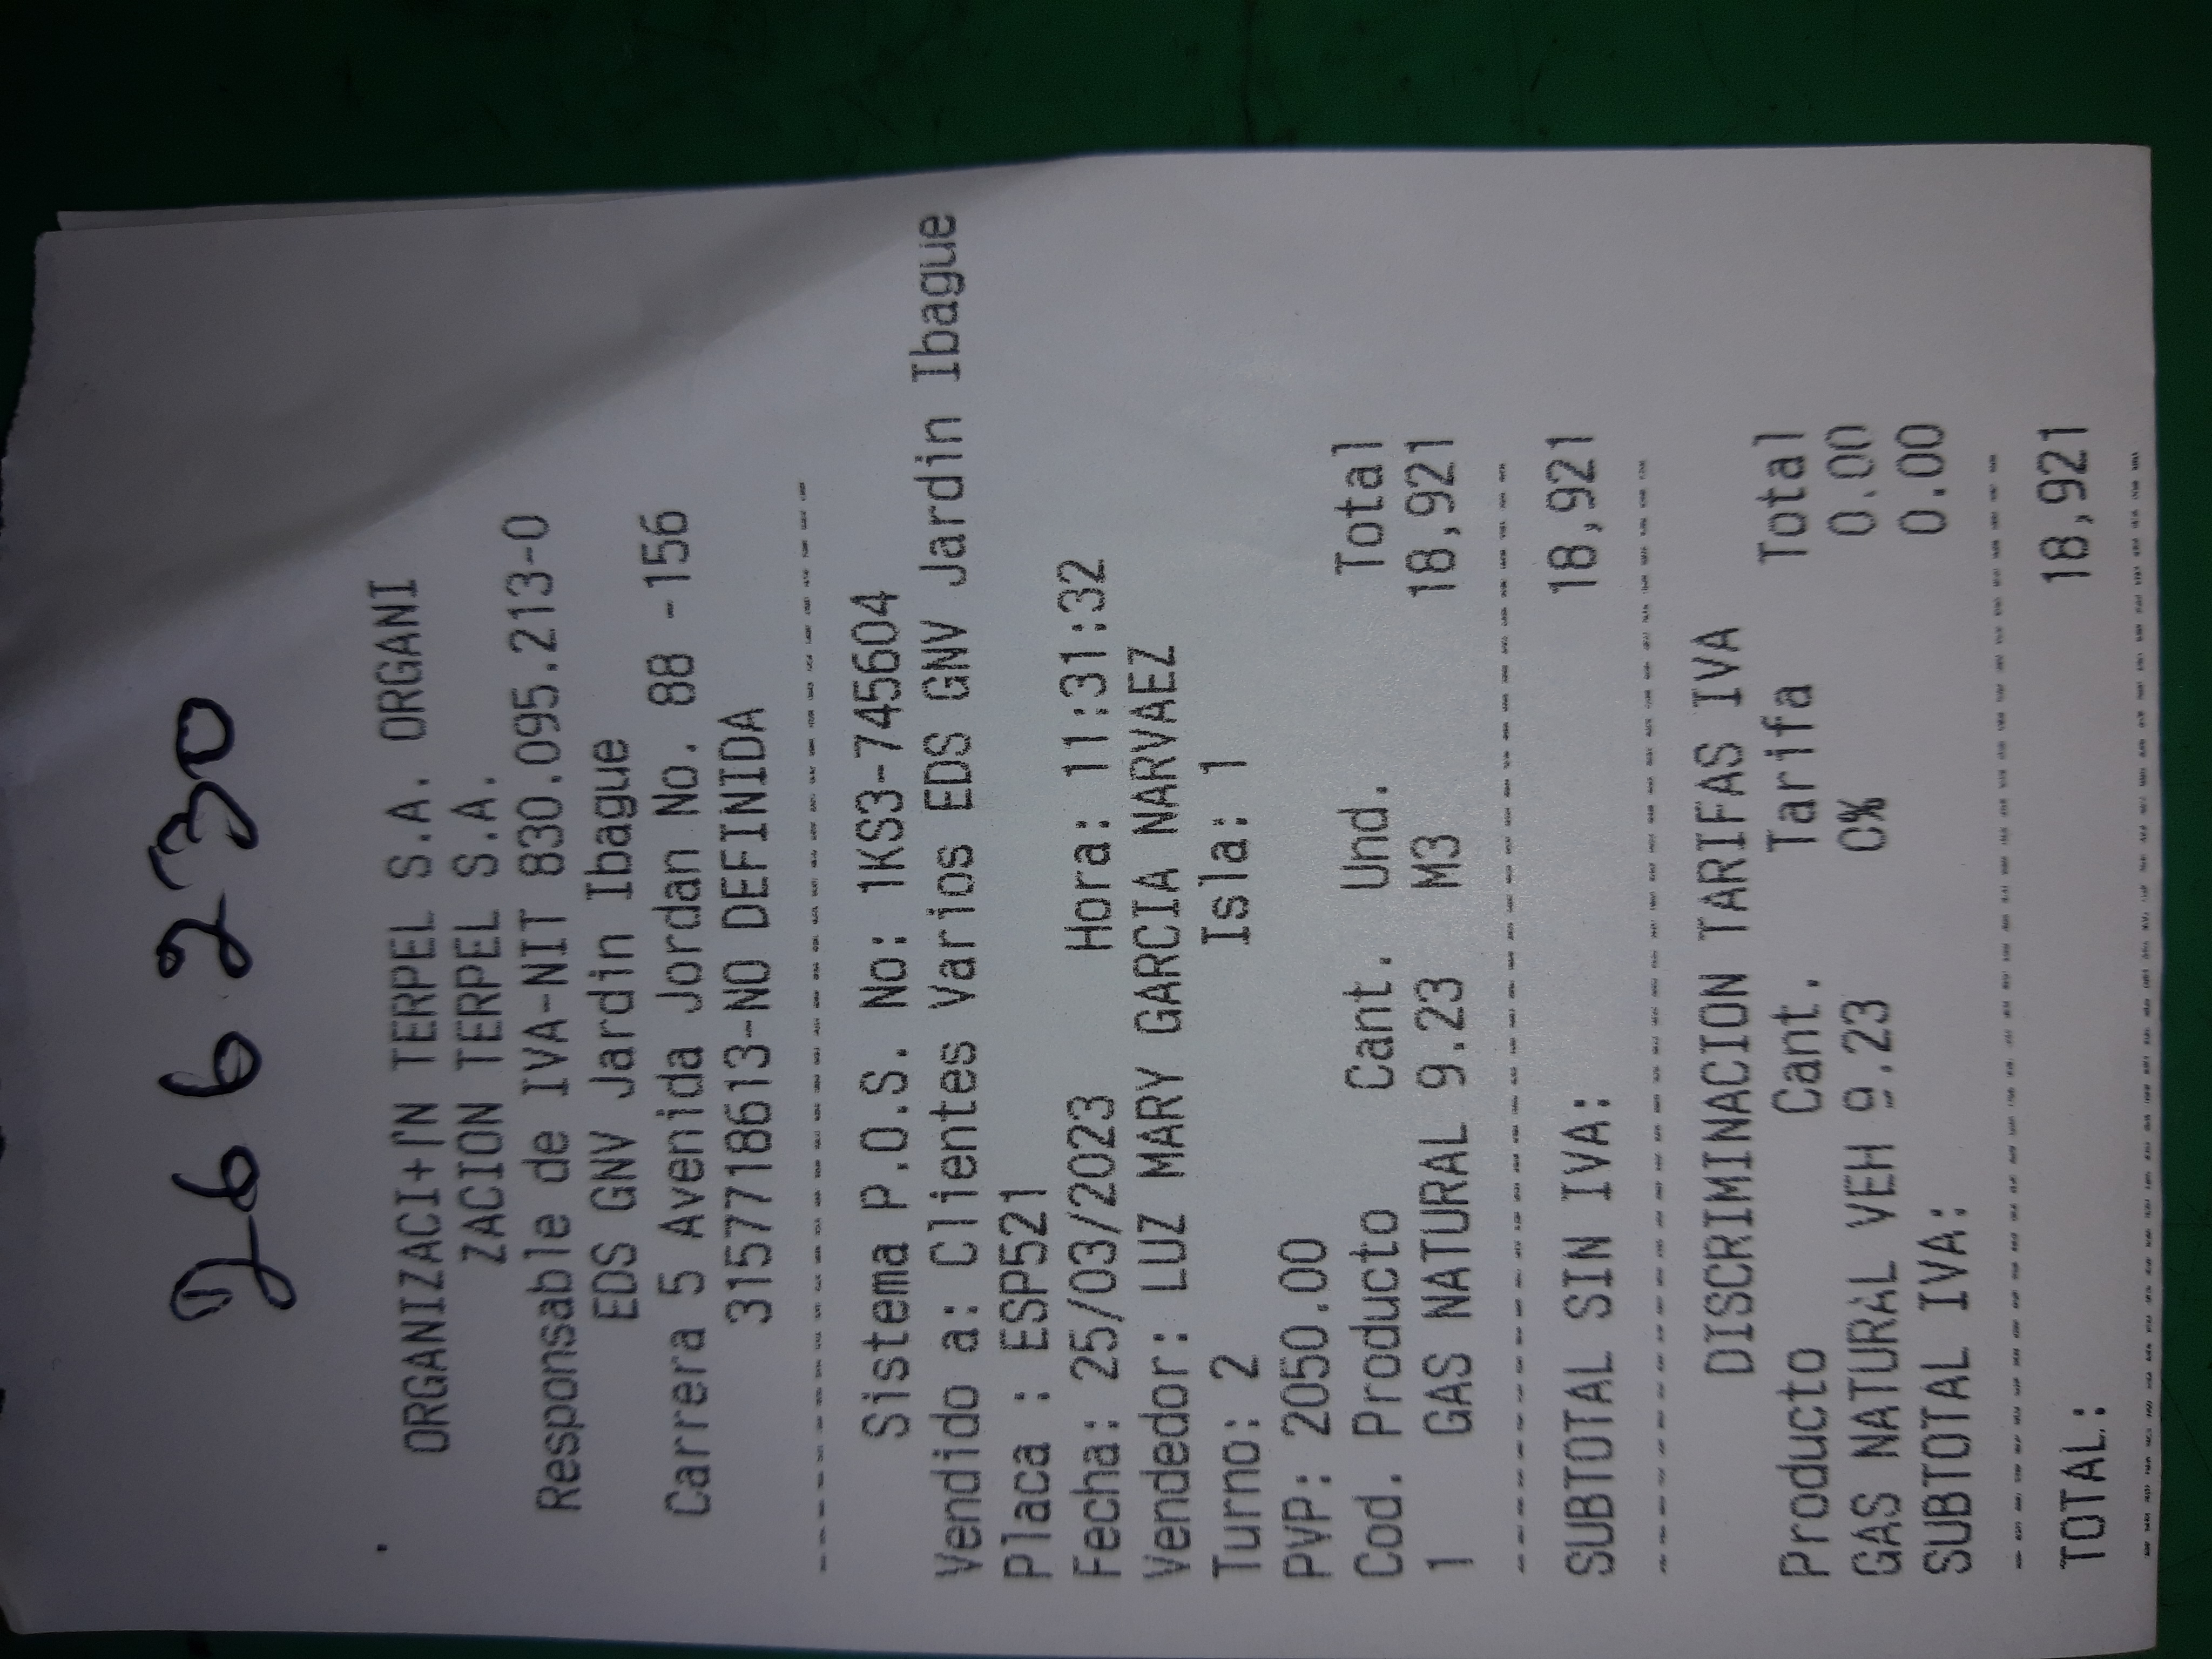 266230
ORGANIZACI+ΓN TERPEL S.A. ORGANI
ZACION TERPEL S.A.
Responsable de IVA-NIT 830.095.213-0
EDS GNV Jardin Ibague
Carrera 5 Avenida Jordan No. 88 -156
3157718613-NO DEFINIDA
Sistema P.O.S. No: 1KS3-745604
Vendido a: Clientes Varios EDS GNV Jardin Ibague
Placa : ESP521
Fecha: 25/03/2023 Hora: 11:31:32
Vendedor: LUZ MARY GARCIA NARVAEZ
Turno: 2 Isla: 1
PVP: 2050.00
Cod. Producto Cant. Und. Total
1 GAS NATURAL 9.23 M3 18,921
SUBTOTAL SIN IVA: 18,921
DISCRIMINACION TARIFAS IVA
Producto Cant. Tarifa Total
GAS NATURAL VEH 9.23 0% 0.00
SUBTOTAL IVA: 0.00
TOTAL: 18,921